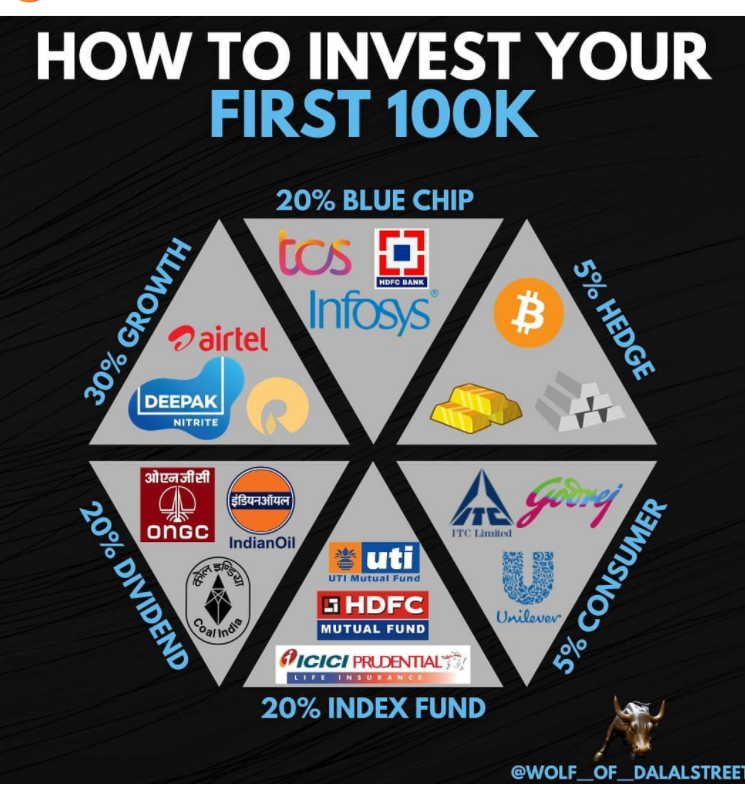 HOW TO INVEST YOUR
FIRST 100K
20% BLUE CHIP
tcs
HDFC BANK
Infosys®
30% GROWTH
airtel
DEEPAK
NITRITE
5% HEDGE
₿
20% DIVIDEND
ओएनजीसी
ONGC
इंडियनऑयल
IndianOil
कोल इण्डिया
Coal India
uti
UTI Mutual Fund
HDFC
MUTUAL FUND
ICICI PRUDENTIAL
LIFE INSURANCE
20% INDEX FUND
ITC Limited
Godrej
Unilever
5% CONSUMER
@WOLF__OF__DALALSTREET